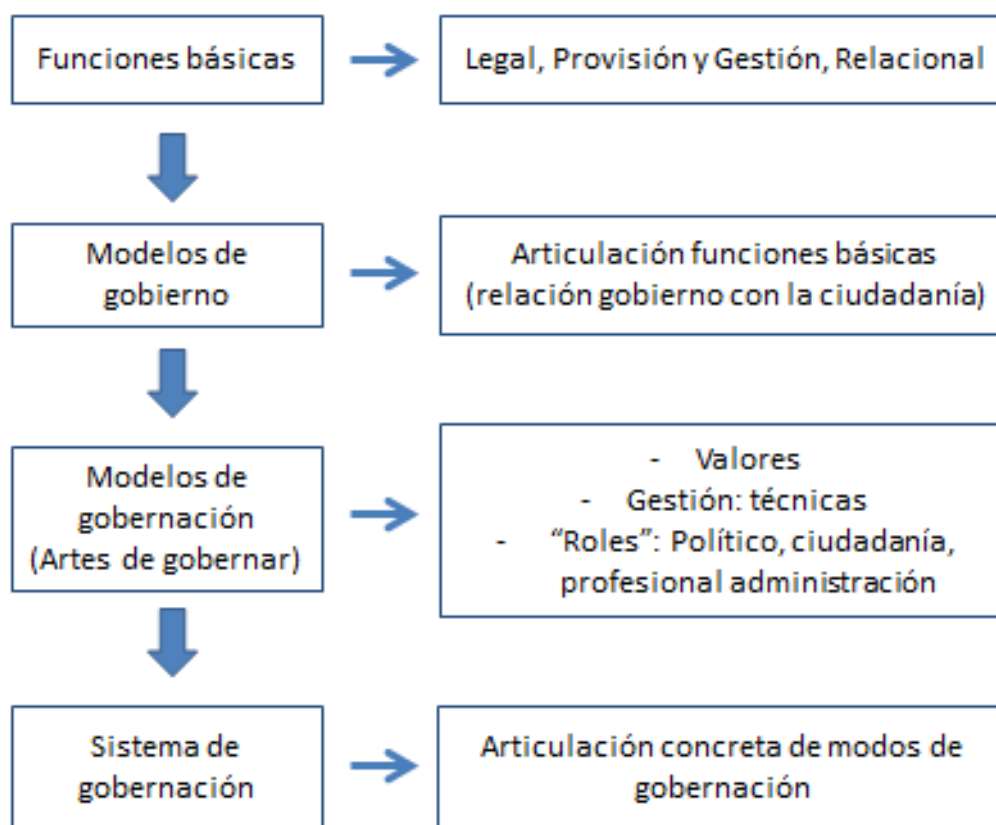 Funciones básicas
Legal, Provisión y Gestión, Relacional
Modelos de
gobierno
Articulación funciones básicas
(relación gobierno con la ciudadanía)
Modelos de
gobernación
(Artes de gobernar)
- Valores
- Gestión: técnicas
- “Roles”: Político, ciudadanía,
profesional administración
Sistema de
gobernación
Articulación concreta de modos de
gobernación